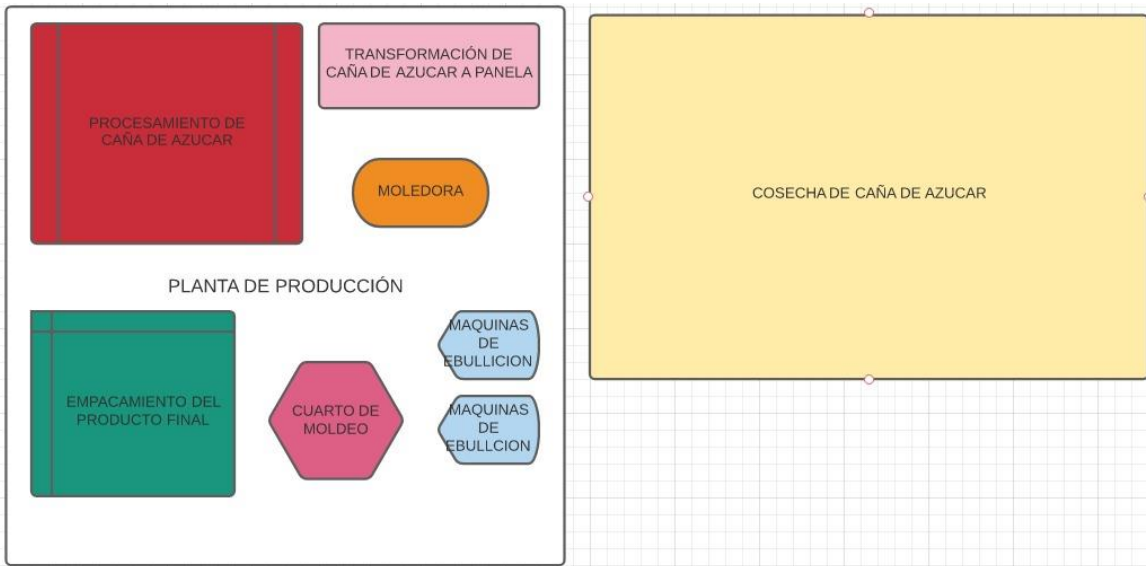 PROCESAMIENTO DE
CAÑA DE AZUCAR
TRANSFORMACIÓN DE
CAÑA DE AZUCAR A PANELA
MOLEDORA
COSECHA DE CAÑA DE AZUCAR
PLANTA DE PRODUCCIÓN
EMPACAMIENTO DEL
PRODUCTO FINAL
CUARTO DE
MOLDEO
MAQUINAS
DE
EBULLICION
MAQUINAS
DE
EBULLCION